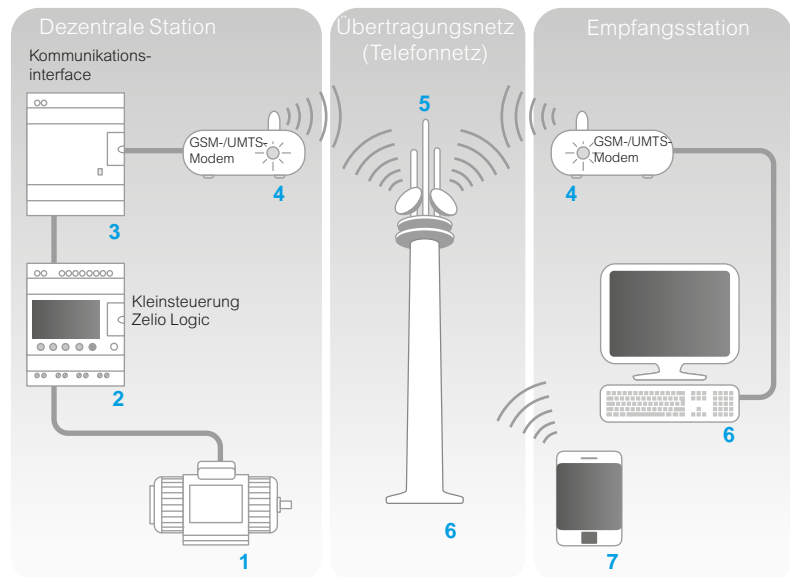 Dezentrale Station
Kommunikations-
interface
GSM-/UMTS-
Modem
4
3
Kleinsteuerung
Zelio Logic
2
1
Übertragungsnetz
(Telefonnetz)
5
6
Empfangsstation
GSM-/UMTS-
Modem
4
6
7